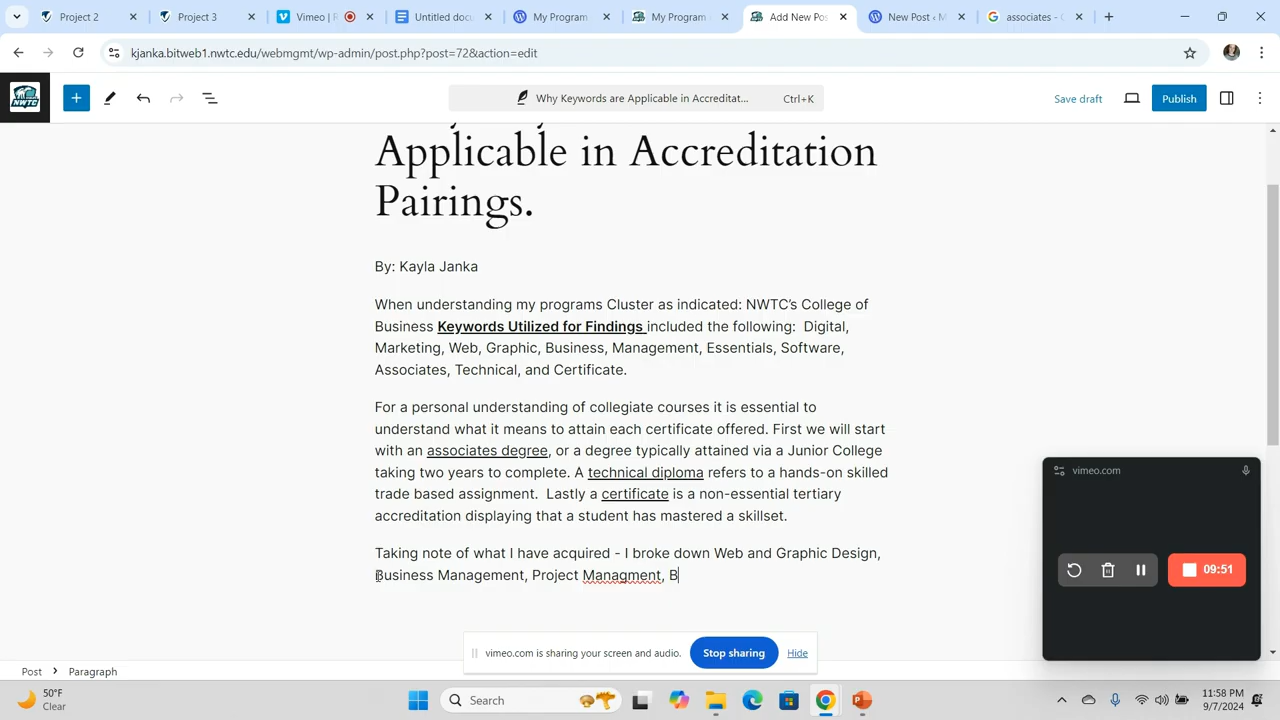 Project 2
Project 3
Vimeo | R
Untitled docu
My Program
My Program
Add New Pos
New Post ‹ M
associates - G
kjanka.bitweb1.nwtc.edu/webmgmt/wp-admin/post.php?post=72&action=edit
NWTC
Why Keywords are Applicable in Accreditat...
Ctrl+K
Save draft
Publish
Applicable in Accreditation
Pairings.
By: Kayla Janka
When understanding my programs Cluster as indicated: NWTC’s College of
Business Keywords Utilized for Findings included the following:  Digital,
Marketing, Web, Graphic, Business, Management, Essentials, Software,
Associates, Technical, and Certificate.
For a personal understanding of collegiate courses it is essential to
understand what it means to attain each certificate offered. First we will start
with an associates degree, or a degree typically attained via a Junior College
taking two years to complete. A technical diploma refers to a hands-on skilled
trade based assignment.  Lastly a certificate is a non-essential tertiary
accreditation displaying that a student has mastered a skillset.
Taking note of what I have acquired - I broke down Web and Graphic Design,
Business Management, Project Managment, B
vimeo.com
09:51
vimeo.com is sharing your screen and audio.
Stop sharing
Hide
Post
Paragraph
50°F
Clear
Search
11:58 PM
9/7/2024